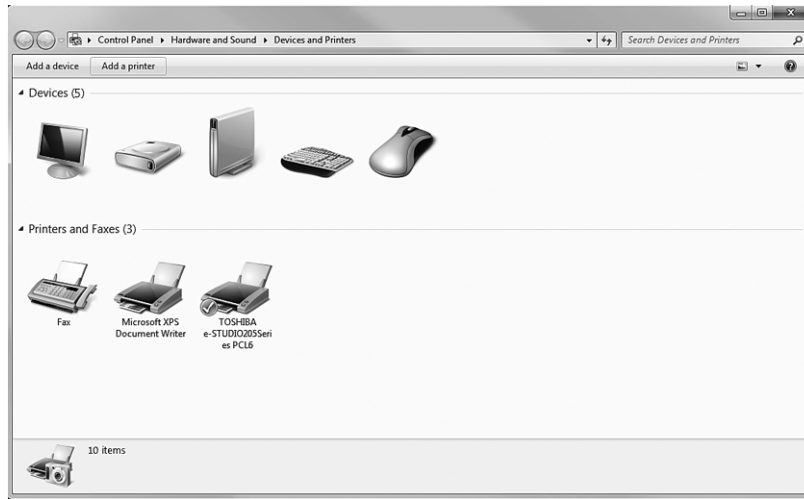 Control Panel ▸ Hardware and Sound ▸ Devices and Printers
Search Devices and Printers
Add a device
Add a printer
Devices (5)
Printers and Faxes (3)
Fax
Microsoft XPS
Document Writer
TOSHIBA
e-STUDIO205Seri
es PCL6
10 items